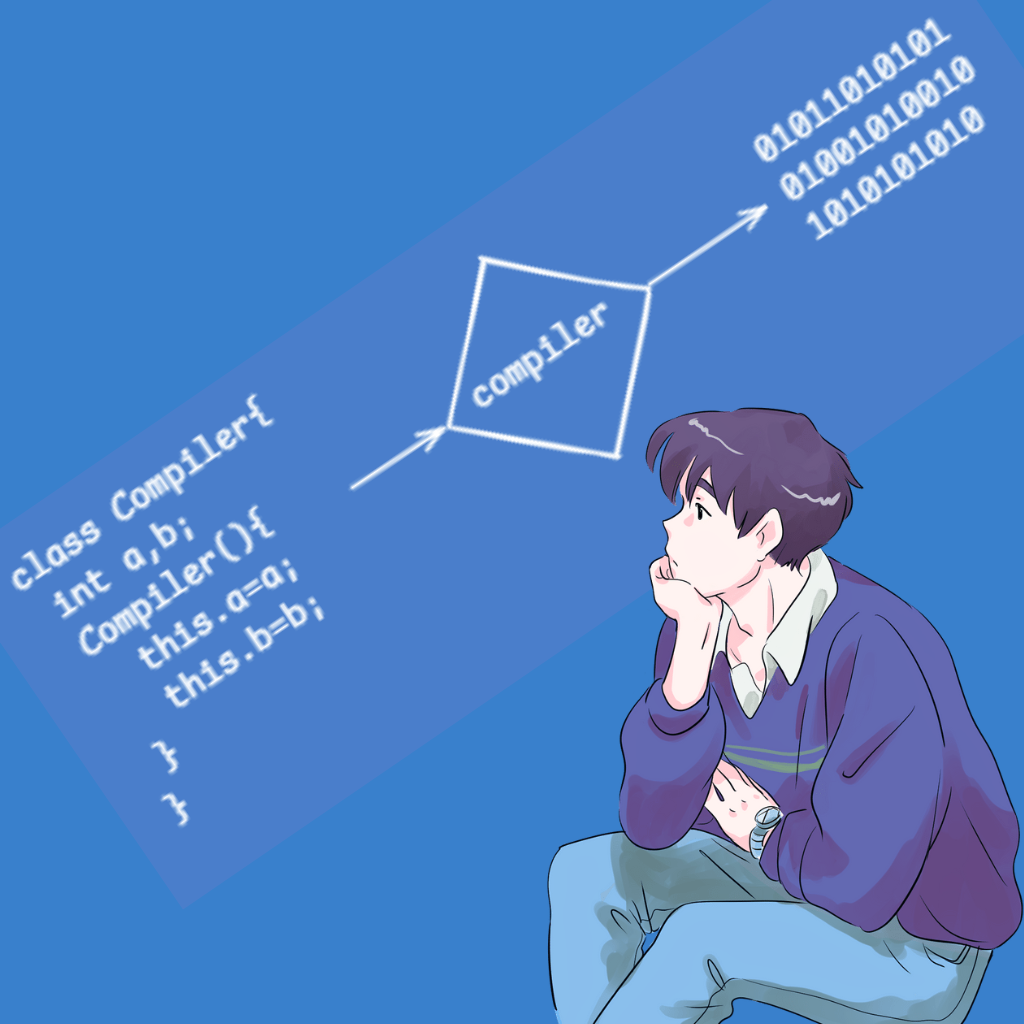 class Compiler{
int a,b;
Compiler(){
this.a=a;
this.b=b;
}
}
compiler
01011010101
01001010010
1010101010